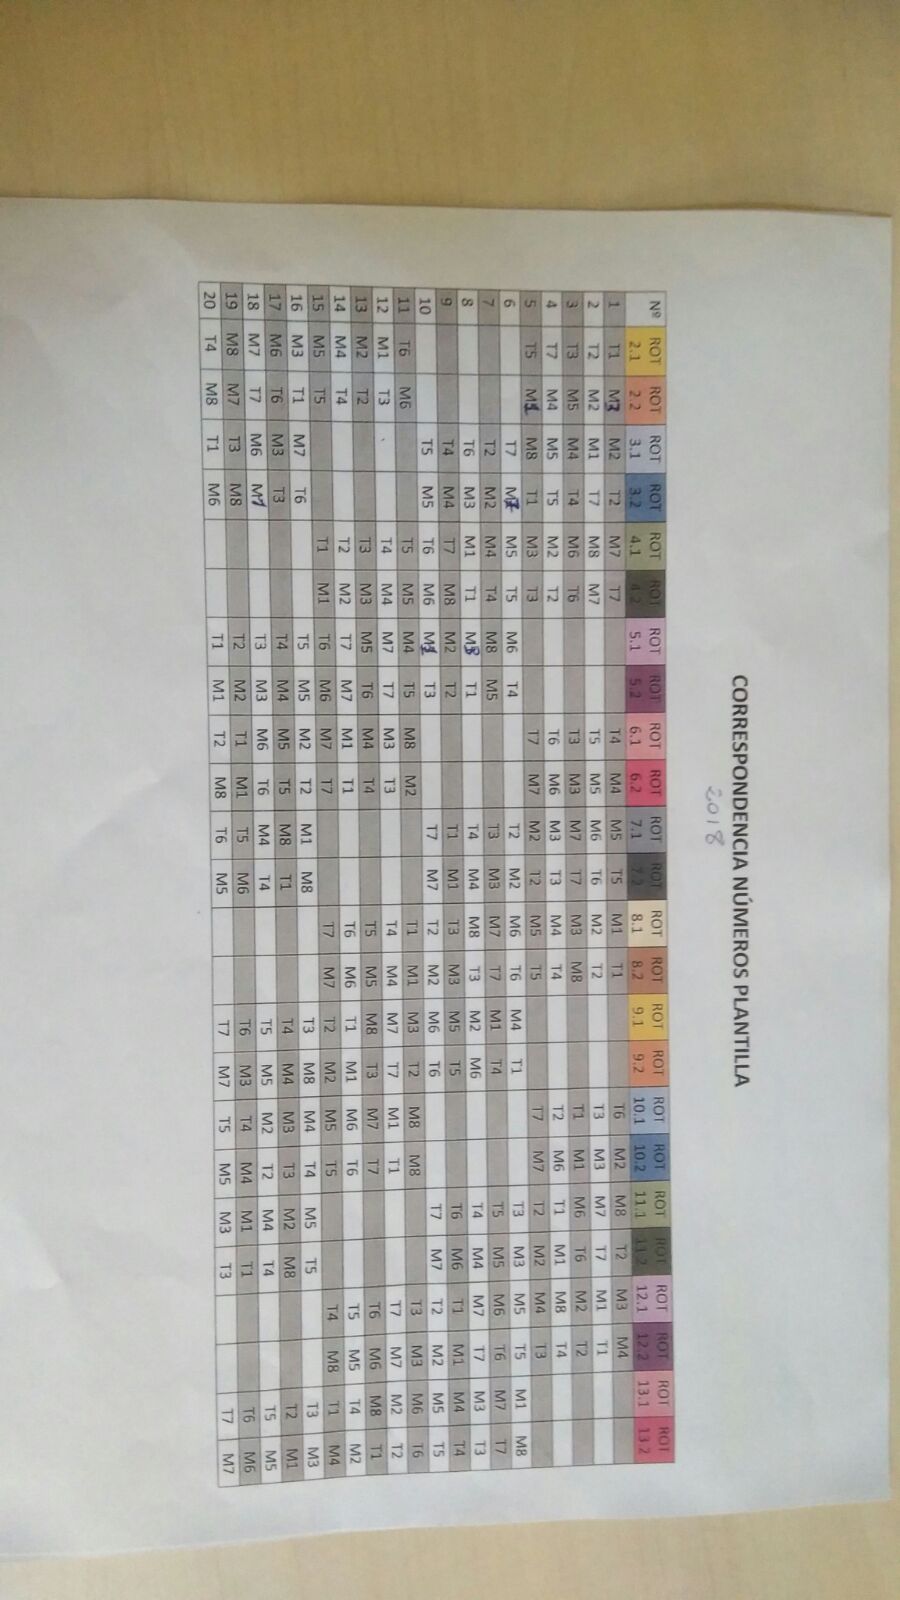 CORRESPONDENCIA NÚMEROS PLANTILLA
2018
Nº ROT 2.1 ROT 2.2 ROT 3.1 ROT 3.2 ROT 4.1 ROT 4.2 ROT 5.1 ROT 5.2 ROT 6.1 ROT 6.2 ROT 7.1 ROT 7.2 ROT 8.1 ROT 8.2 ROT 9.1 ROT 9.2 ROT 10.1 ROT 10.2 ROT 11.1 ROT 11.2 ROT 12.1 ROT 12.2 ROT 13.1 ROT 13.2
1 T1 M3 M2 T2 M7 T7 T4 M4 M5 T5 M1 T1 T6 M2 M8 T2 M3 M4
2 T2 M2 M1 T7 M8 M7 T5 M5 M6 T6 M2 T2 T3 M3 M7 T7 M1 T1
3 T3 M5 M4 T4 M6 T6 T3 M3 M7 T7 M3 M8 T1 M1 M6 T6 M2 T2
4 T7 M4 M5 T5 M2 T2 T6 M6 M3 T3 M4 T4 T2 M6 T1 M1 M8 T4
5 T5 M1 M8 T1 M3 T3 T7 M7 M2 T2 M5 T5 T7 M7 T2 M2 M4 T3
6 T7 M7 M5 T5 M6 T4 T2 M2 M6 T6 M4 T1 T3 M3 M5 T5 M1 M8
7 T2 M2 M4 T4 M8 M5 T3 M3 M7 T7 M1 T4 T5 M5 M6 T6 M7 T7
8 T6 M3 M1 T1 M3 T1 T4 M4 M8 T3 M2 M6 T4 M4 M7 T7 M3 T3
9 T4 M4 T7 M8 M2 T2 T1 M1 T3 M3 M5 T5 T6 M6 T1 M1 M4 T4
10 T5 M5 T6 M6 M1 T3 T7 M7 T2 M2 M6 T6 T7 M7 T2 M2 M5 T5
11 T6 M6 T5 M5 M4 T5 M8 M2 T1 M1 M3 T2 M8 M8 T3 M3 M6 T6
12 M1 T3 T4 M4 M7 T7 M3 T3 T4 M4 M7 T7 M1 T1 T7 M7 M2 T2
13 M2 T2 T3 M3 M5 T6 M4 T4 T5 M5 M8 T3 M7 T7 T6 M6 M8 T1
14 M4 T4 T2 M2 T7 M7 M1 T1 T6 M6 T1 M1 M6 T6 T5 M5 T4 M2
15 M5 T5 T1 M1 T6 M6 M7 T7 T7 M7 T2 M2 M5 T5 T4 M8 T1 M4
16 M3 T1 M7 T6 T5 M5 M2 T2 M1 M8 T3 M8 M4 T4 M5 T5 T3 M3
17 M6 T6 M3 T3 T4 M4 M5 T5 M8 T1 T4 M4 M3 T3 M2 M8 T2 M1
18 M7 T7 M6 M1 T3 M3 M6 T6 M4 T4 T5 M5 M2 T2 M4 T4 T5 M5
19 M8 M7 T3 M8 T2 M2 T1 M1 T5 M6 T6 M3 T4 M4 M1 T1 T6 M6
20 T4 M8 T1 M6 T1 M1 T2 M8 T6 M5 T7 M7 T5 M5 M3 T3 T7 M7